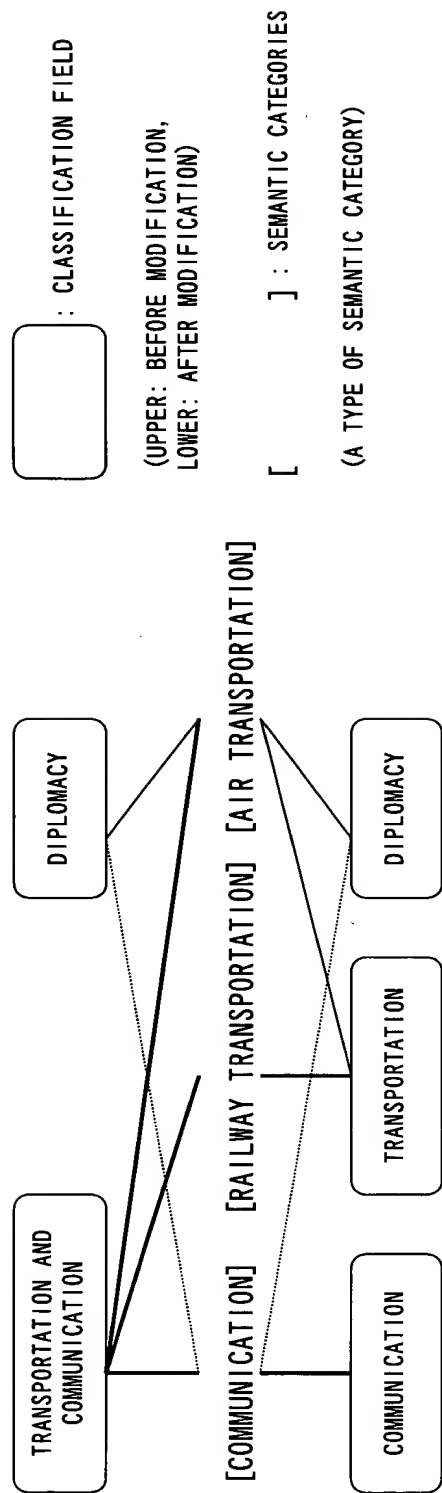 TRANSPORTATION AND
COMMUNICATION
DIPLOMACY
[COMMUNICATION] [RAILWAY TRANSPORTATION] [AIR TRANSPORTATION]
COMMUNICATION
TRANSPORTATION
DIPLOMACY
: CLASSIFICATION FIELD
(UPPER: BEFORE MODIFICATION,
LOWER: AFTER MODIFICATION)
[ ] : SEMANTIC CATEGORIES
(A TYPE OF SEMANTIC CATEGORY)